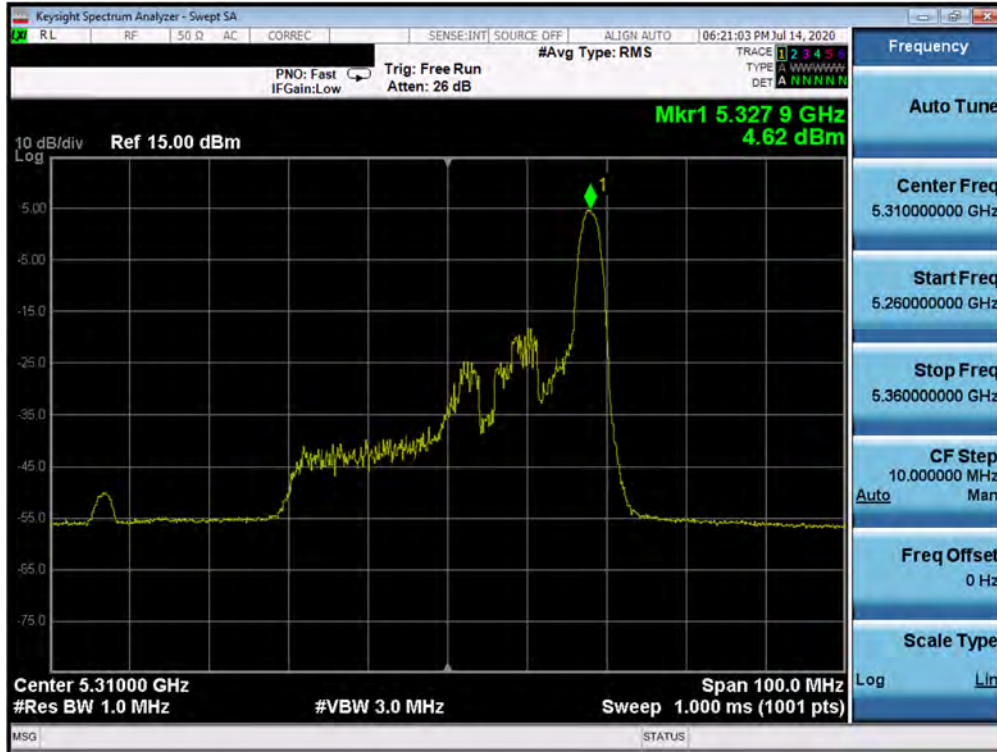 Keysight Spectrum Analyzer - Swept SA
LXI RL RF 50 Ω AC CORREC SENSE:INT SOURCE OFF ALIGN AUTO 06:21:03 PM Jul 14, 2020
#Avg Type: RMS TRACE 1 2 3 4 5 6
PNO: Fast Trig: Free Run TYPE A WWWWW
IFGain:Low Atten: 26 dB DET A N N N N N
Mkr1 5.327 9 GHz
4.62 dBm
10 dB/div Ref 15.00 dBm
Log
1
5.00
-5.00
-15.0
-25.0
-35.0
-45.0
-55.0
-65.0
-75.0
Center 5.31000 GHz Span 100.0 MHz
#Res BW 1.0 MHz #VBW 3.0 MHz Sweep 1.000 ms (1001 pts)
MSG STATUS
Frequency
Auto Tune
Center Freq
5.310000000 GHz
Start Freq
5.260000000 GHz
Stop Freq
5.360000000 GHz
CF Step
10.000000 MHz
Auto Man
Freq Offset
0 Hz
Scale Type
Log Lin